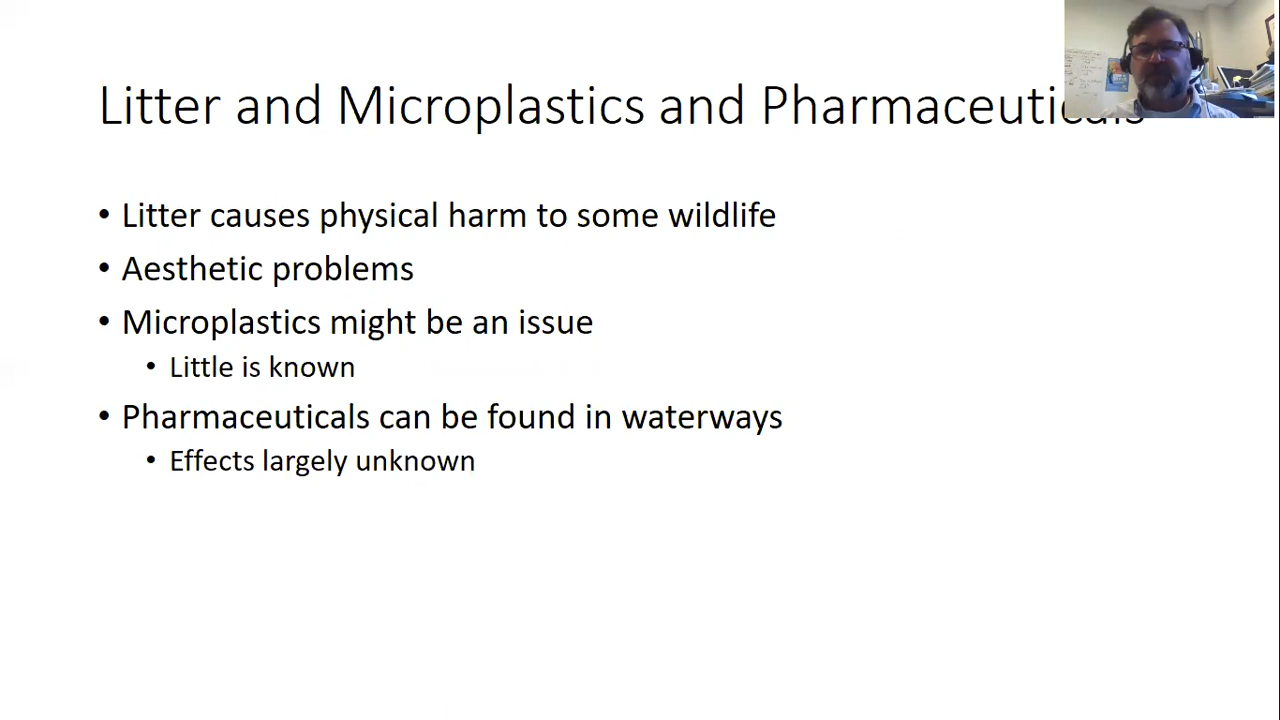 Litter and Microplastics and Pharmaceuticals
• Litter causes physical harm to some wildlife
• Aesthetic problems
• Microplastics might be an issue
• Little is known
• Pharmaceuticals can be found in waterways
• Effects largely unknown